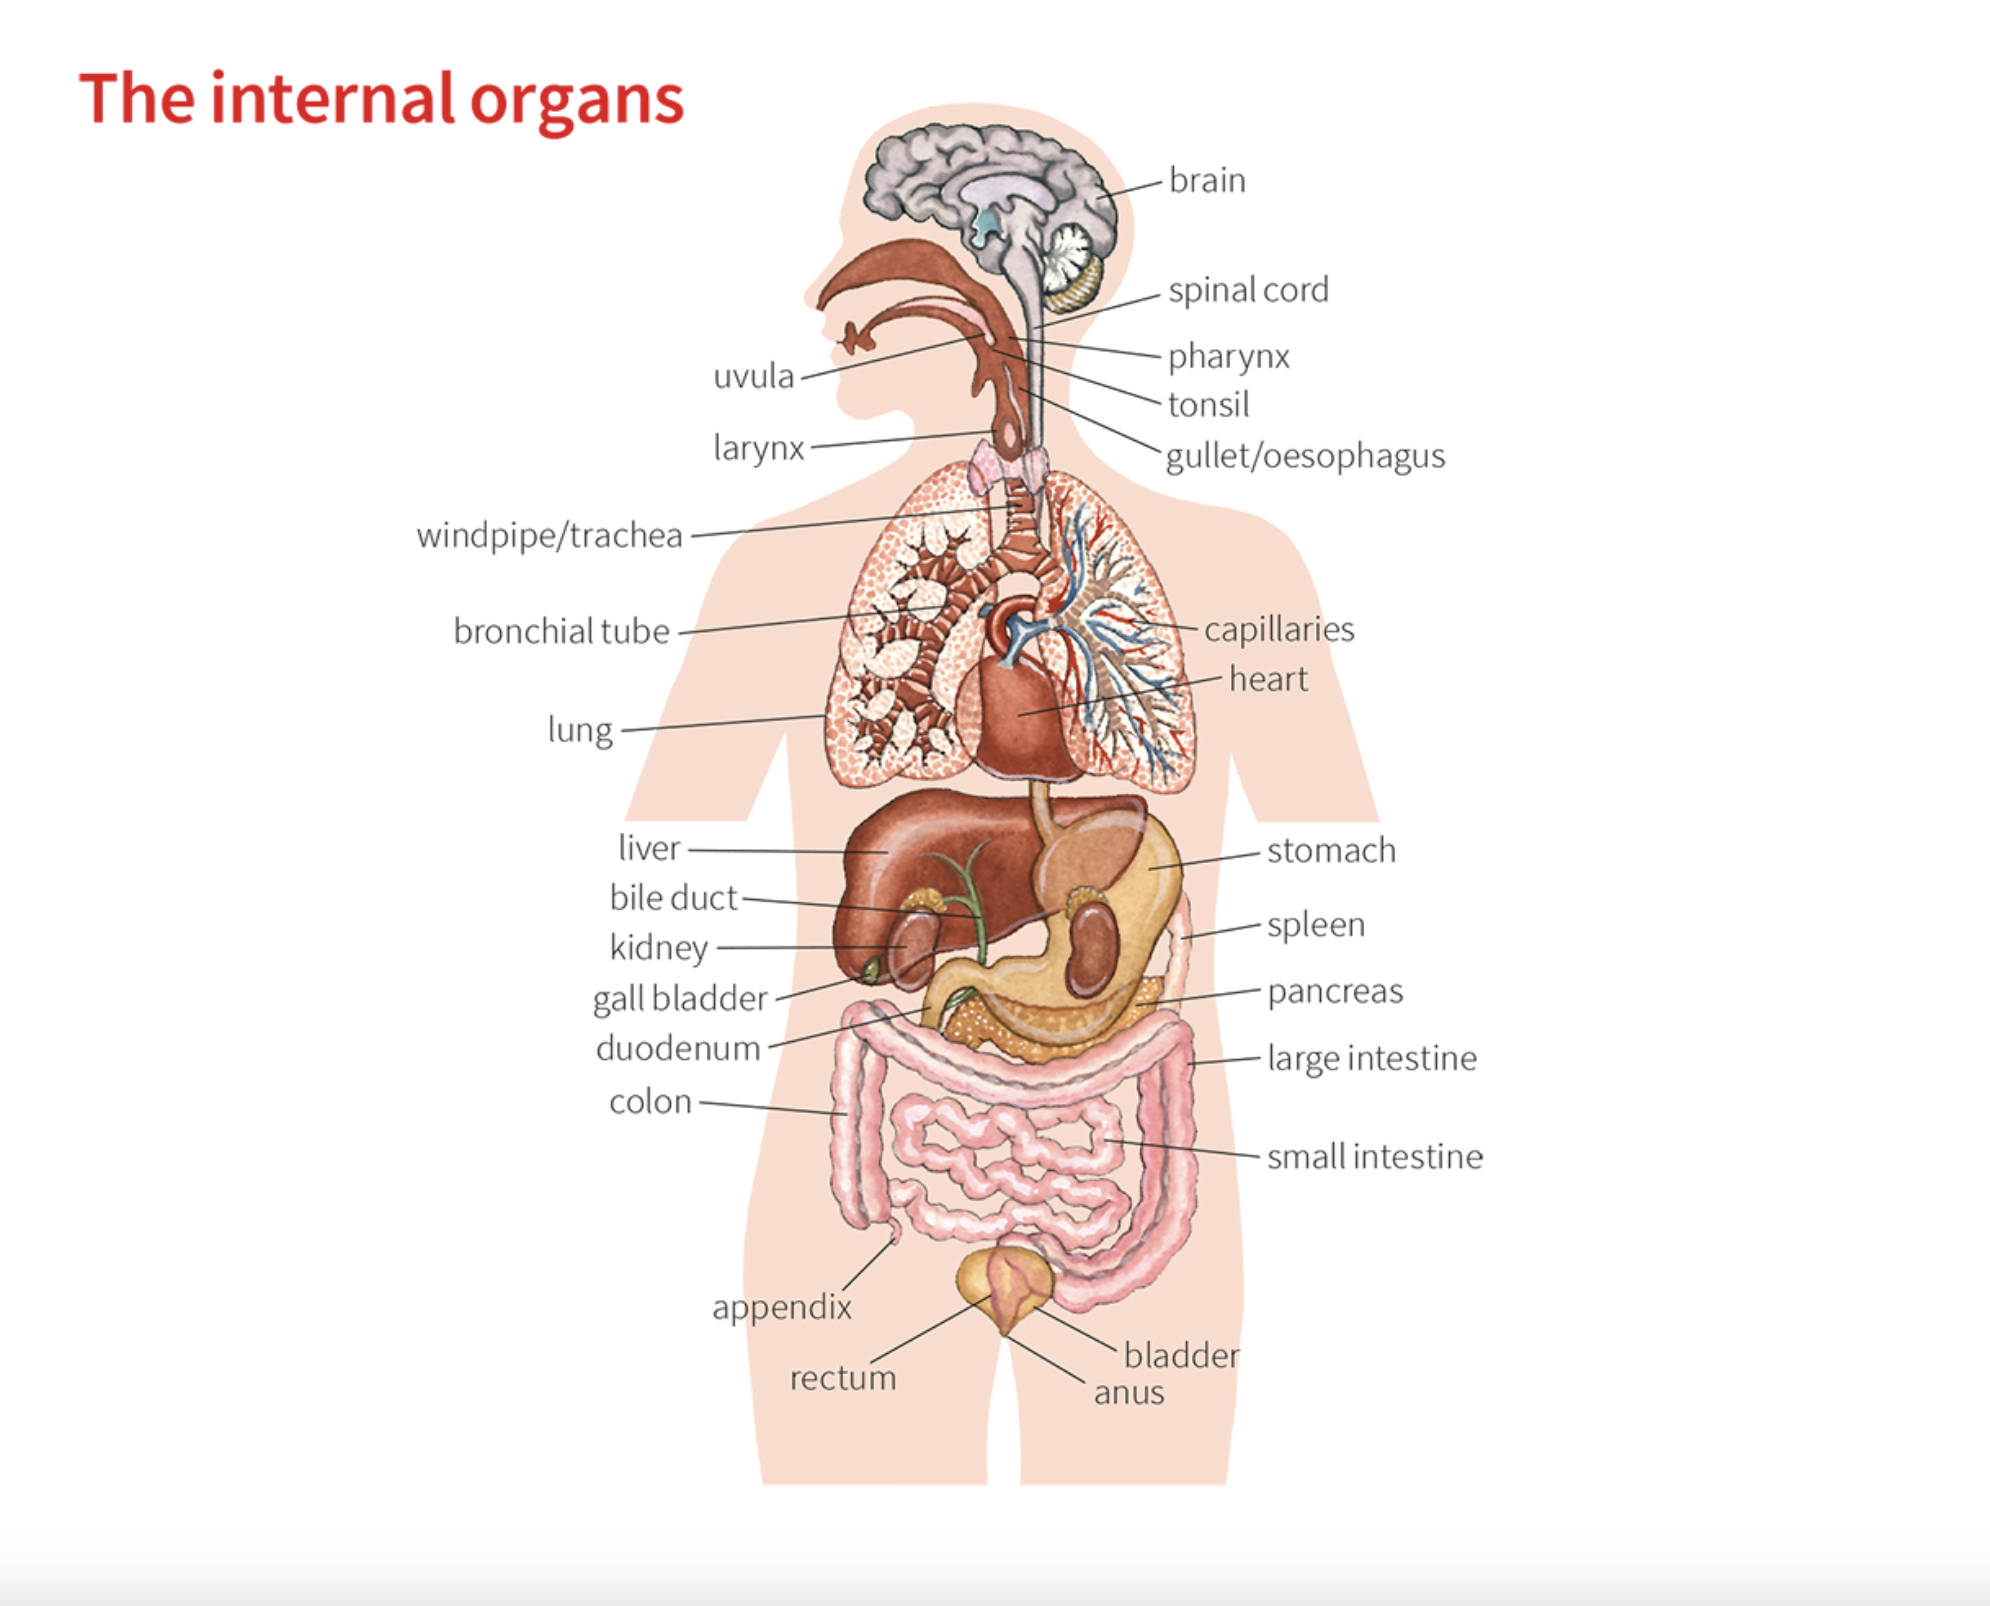 The internal organs
brain
spinal cord
pharynx
uvula
tonsil
larynx
gullet/oesophagus
windpipe/trachea
bronchial tube
capillaries
heart
lung
liver
stomach
bile duct
spleen
kidney
pancreas
gall bladder
duodenum
large intestine
colon
small intestine
appendix
bladder
rectum
anus